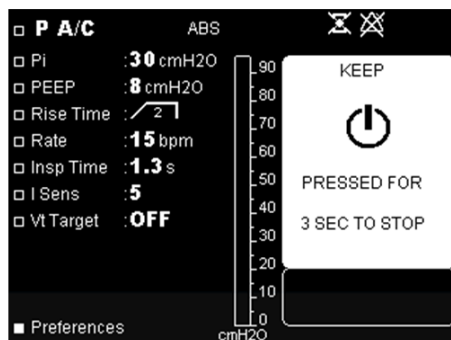 P A/C ABS
Pi :30 cmH2O
PEEP :8 cmH2O
Rise Time : 2
Rate :15 bpm
Insp Time :1.3 s
I Sens :5
Vt Target :OFF
Preferences
90
80
70
60
50
40
30
20
10
0
cmH2O
KEEP
PRESSED FOR
3 SEC TO STOP